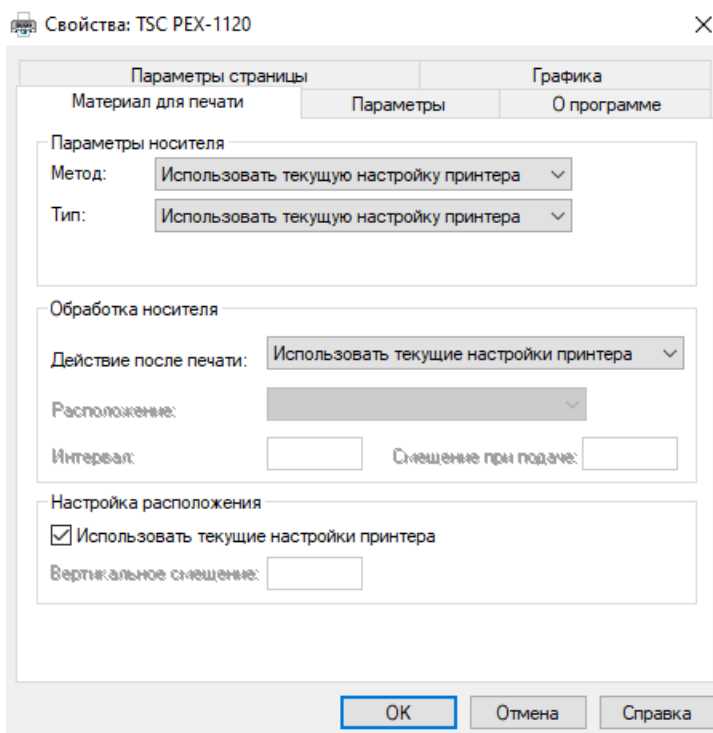 Свойства: TSC PEX-1120
Параметры страницы Графика
Материал для печати Параметры О программе
Параметры носителя
Метод: Использовать текущую настройку принтера
Тип: Использовать текущую настройку принтера
Обработка носителя
Действие после печати: Использовать текущие настройки принтера
Расположение:
Интервал: Смещение при подаче:
Настройка расположения
Использовать текущие настройки принтера
Вертикальное смещение:
OK Отмена Справка